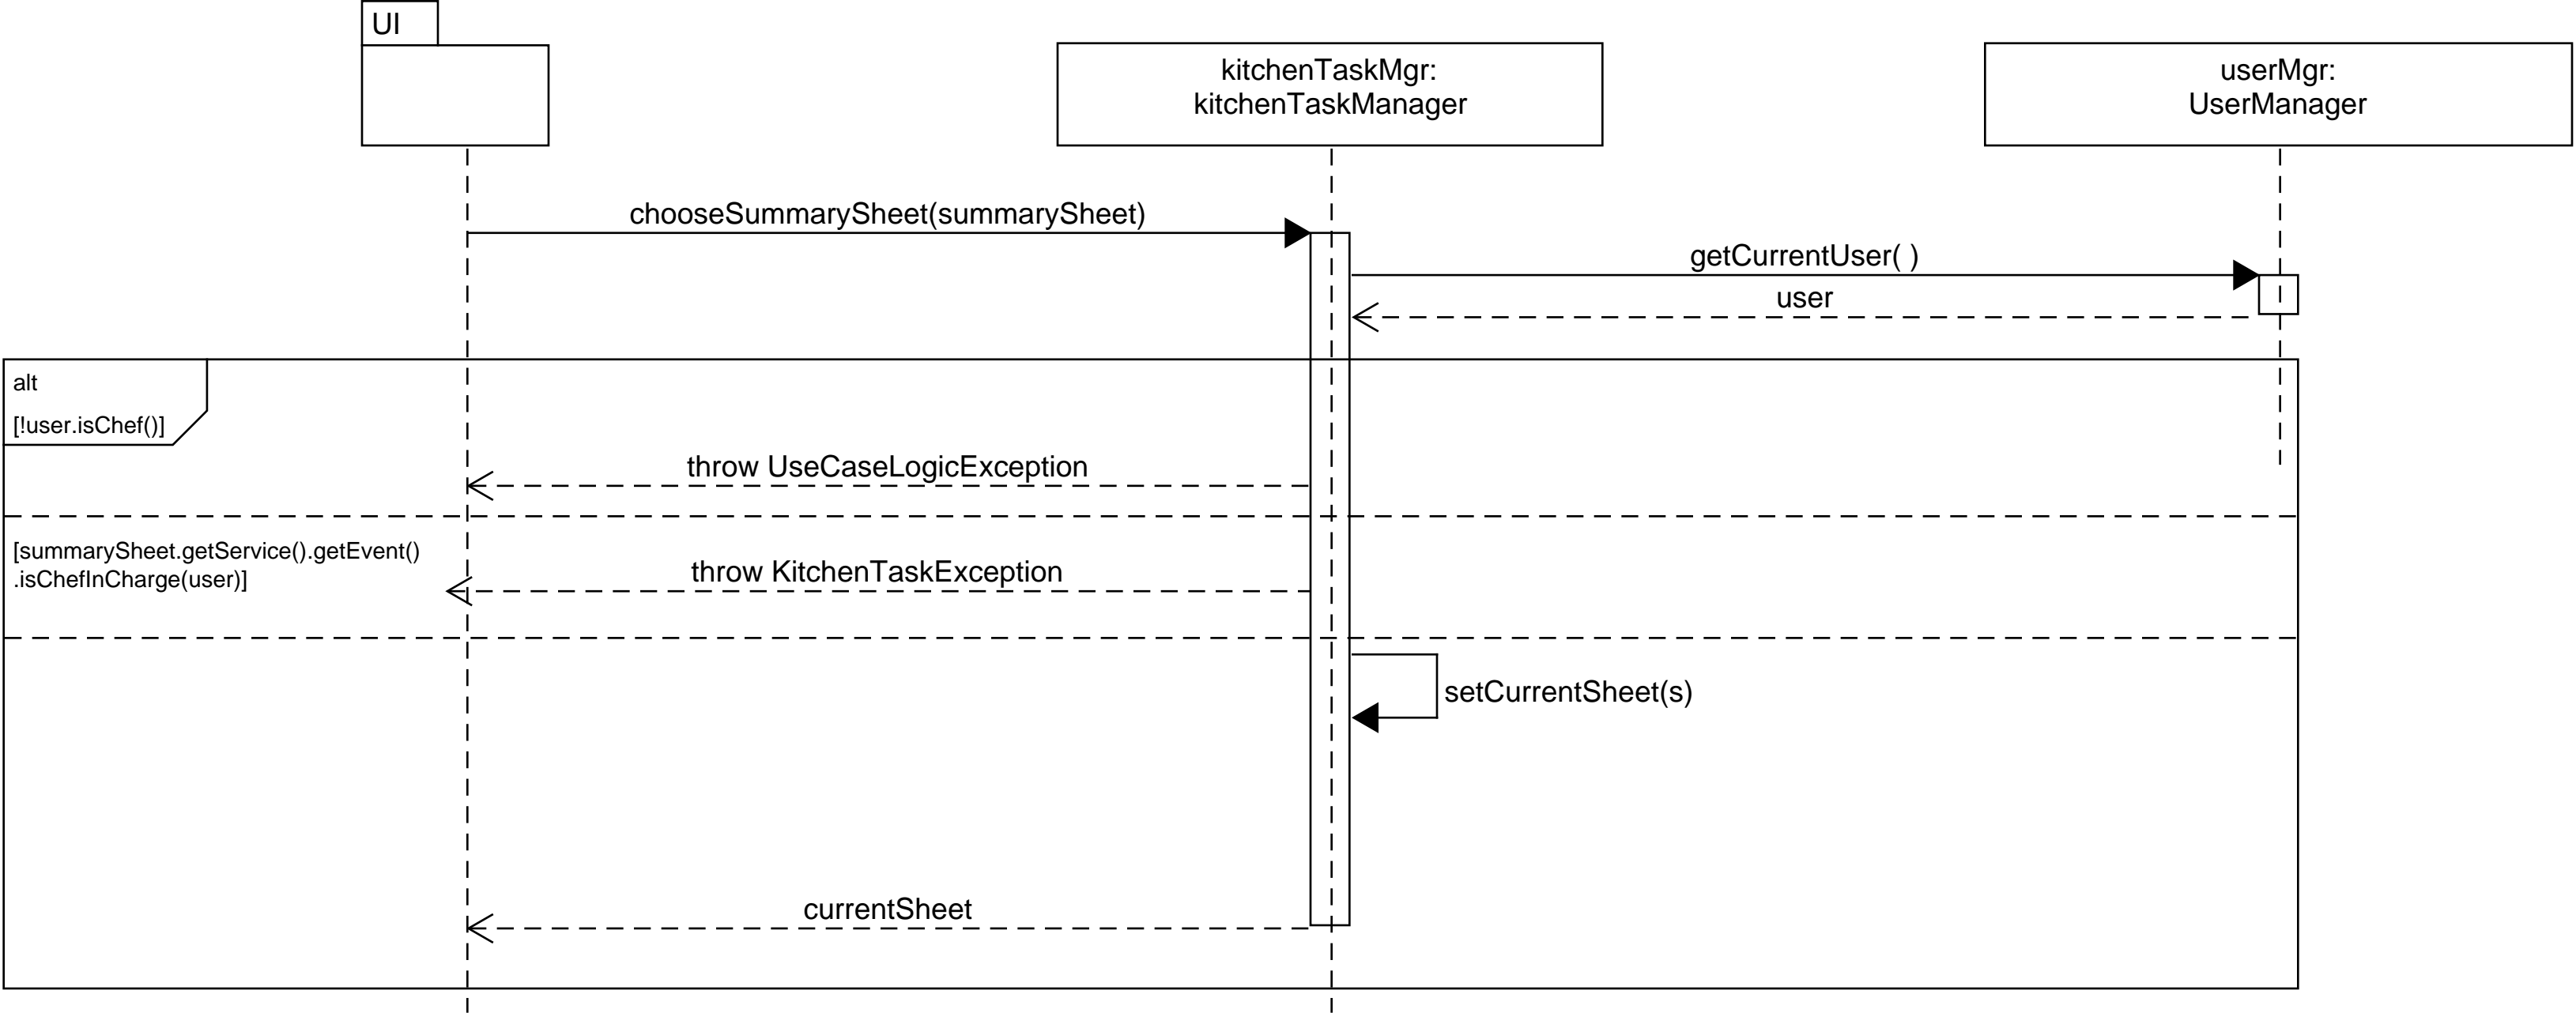 UI
kitchenTaskMgr:
kitchenTaskManager
userMgr:
UserManager
chooseSummarySheet(summarySheet)
getCurrentUser( )
user
alt
[!user.isChef()]
throw UseCaseLogicException
[summarySheet.getService().getEvent()
.isChefInCharge(user)]
throw KitchenTaskException
setCurrentSheet(s)
currentSheet